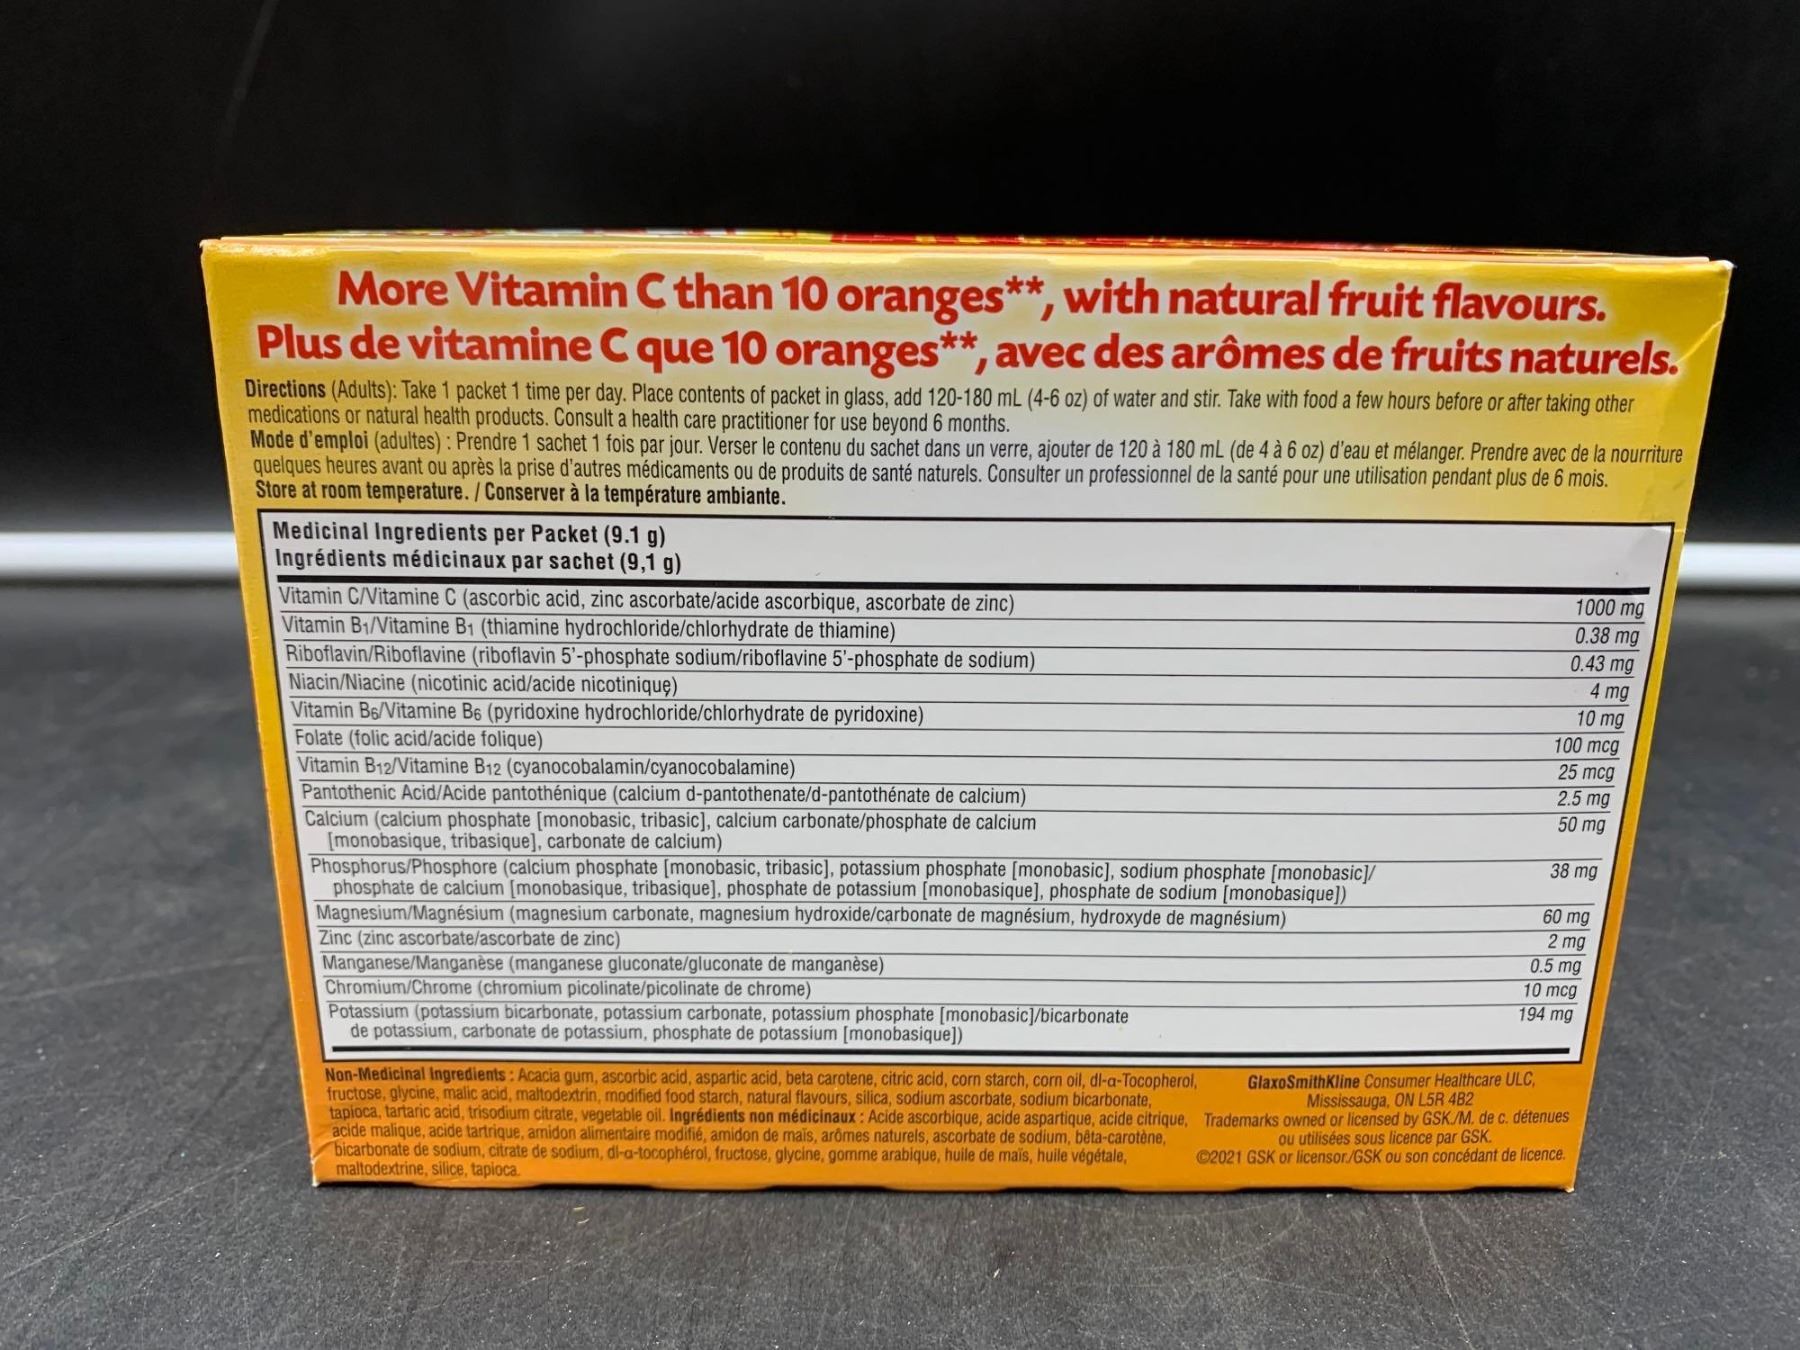 More Vitamin C than 10 oranges**, with natural fruit flavours.
Plus de vitamine C que 10 oranges**, avec des arômes de fruits naturels.
Directions (Adults): Take 1 packet 1 time per day. Place contents of packet in glass, add 120-180 mL (4-6 oz) of water and stir. Take with food a few hours before or after taking other
medications or natural health products. Consult a health care practitioner for use beyond 6 months.
Mode d'emploi (adultes) : Prendre 1 sachet 1 fois par jour. Verser le contenu du sachet dans un verre, ajouter de 120 à 180 mL (de 4 à 6 oz) d'eau et mélanger. Prendre avec de la nourriture
quelques heures avant ou après la prise d'autres médicaments ou de produits de santé naturels. Consulter un professionnel de la santé pour une utilisation pendant plus de 6 mois.
Store at room temperature. / Conserver à la température ambiante.
Medicinal Ingredients per Packet (9.1 g)
Ingrédients médicinaux par sachet (9,1 g)
Vitamin C/Vitamine C (ascorbic acid, zinc ascorbate/acide ascorbique, ascorbate de zinc) 1000 mg
Vitamin B1/Vitamine B1 (thiamine hydrochloride/chlorhydrate de thiamine) 0.38 mg
Riboflavin/Riboflavine (riboflavin 5'-phosphate sodium/riboflavine 5'-phosphate de sodium) 0.43 mg
Niacin/Niacine (nicotinic acid/acide nicotinique) 4 mg
Vitamin B6/Vitamine B6 (pyridoxine hydrochloride/chlorhydrate de pyridoxine) 10 mg
Folate (folic acid/acide folique) 100 mcg
Vitamin B12/Vitamine B12 (cyanocobalamin/cyanocobalamine) 25 mcg
Pantothenic Acid/Acide pantothénique (calcium d-pantothenate/d-pantothénate de calcium) 2.5 mg
Calcium (calcium phosphate [monobasic, tribasic], calcium carbonate/phosphate de calcium 50 mg
[monobasique, tribasique], carbonate de calcium)
Phosphorus/Phosphore (calcium phosphate [monobasic, tribasic], potassium phosphate [monobasic], sodium phosphate [monobasic]/ 38 mg
phosphate de calcium [monobasique, tribasique], phosphate de potassium [monobasique], phosphate de sodium [monobasique])
Magnesium/Magnésium (magnesium carbonate, magnesium hydroxide/carbonate de magnésium, hydroxyde de magnésium) 60 mg
Zinc (zinc ascorbate/ascorbate de zinc) 2 mg
Manganese/Manganèse (manganese gluconate/gluconate de manganèse) 0.5 mg
Chromium/Chrome (chromium picolinate/picolinate de chrome) 10 mcg
Potassium (potassium bicarbonate, potassium carbonate, potassium phosphate [monobasic]/bicarbonate 194 mg
de potassium, carbonate de potassium, phosphate de potassium [monobasique])
Non-Medicinal Ingredients : Acacia gum, ascorbic acid, aspartic acid, beta carotene, citric acid, corn starch, corn oil, dl-α-Tocopherol,
fructose, glycine, malic acid, maltodextrin, modified food starch, natural flavours, silica, sodium ascorbate, sodium bicarbonate,
tapioca, tartaric acid, trisodium citrate, vegetable oil. Ingrédients non médicinaux : Acide ascorbique, acide aspartique, acide citrique,
acide malique, acide tartrique, amidon alimentaire modifié, amidon de maïs, arômes naturels, ascorbate de sodium, bêta-carotène,
bicarbonate de sodium, citrate de sodium, dl-α-tocophérol, fructose, glycine, gomme arabique, huile de maïs, huile végétale,
maltodextrine, silice, tapioca.
GlaxoSmithKline Consumer Healthcare ULC,
Mississauga, ON L5R 4B2
Trademarks owned or licensed by GSK./M. de c. détenues
ou utilisées sous licence par GSK.
©2021 GSK or licensor./GSK ou son concédant de licence.